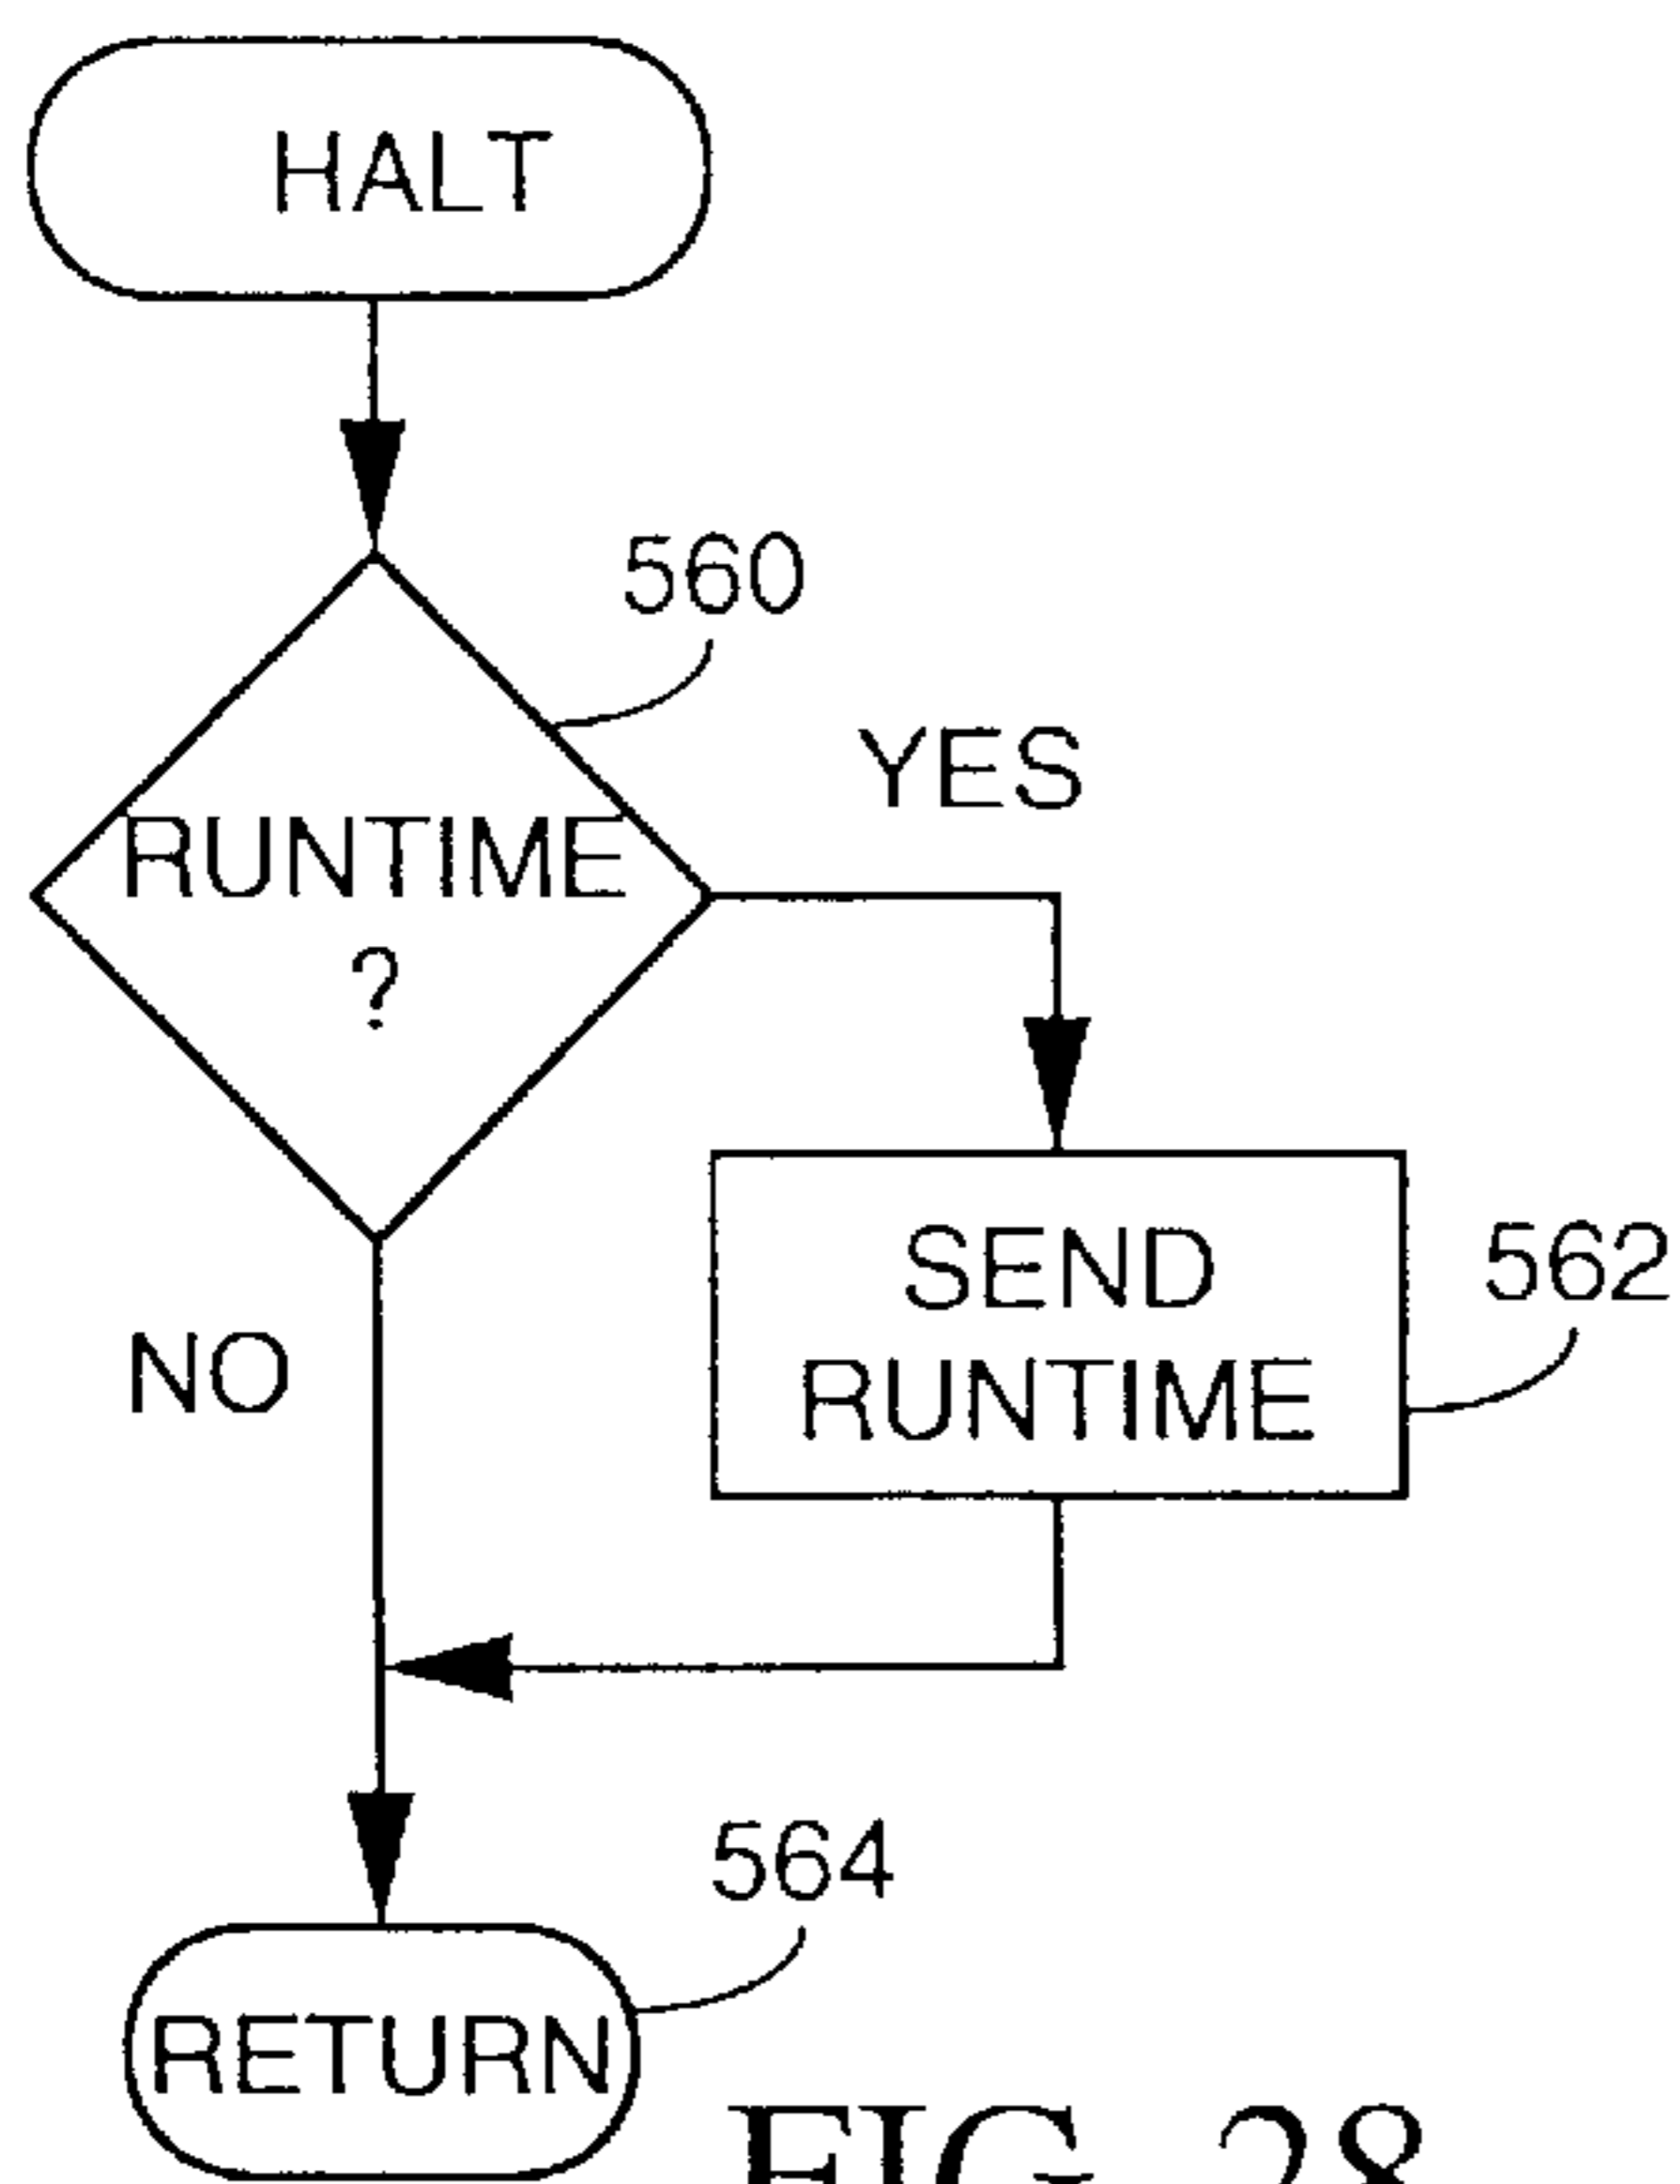 HALT
560
YES
RUNTIME
?
SEND
RUNTIME
562
NO
564
RETURN
FIG. 28